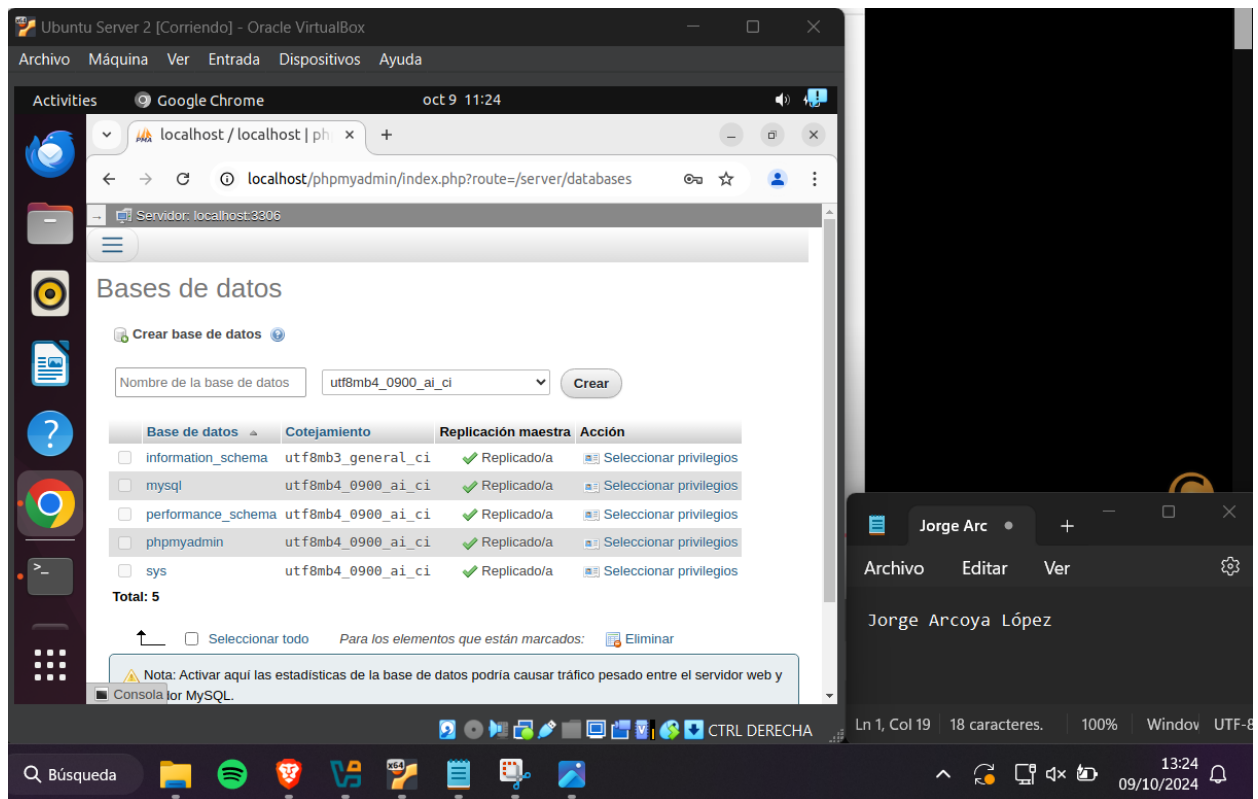 Ubuntu Server 2 [Corriendo] - Oracle VirtualBox
Archivo Máquina Ver Entrada Dispositivos Ayuda
Activities Google Chrome oct 9 11:24
localhost / localhost | ph
localhost/phpmyadmin/index.php?route=/server/databases
Servidor: localhost:3306
Bases de datos
Crear base de datos
Nombre de la base de datos utf8mb4_0900_ai_ci Crear
Base de datos Cotejamiento Replicación maestra Acción
information_schema utf8mb3_general_ci Replicado/a Seleccionar privilegios
mysql utf8mb4_0900_ai_ci Replicado/a Seleccionar privilegios
performance_schema utf8mb4_0900_ai_ci Replicado/a Seleccionar privilegios
phpmyadmin utf8mb4_0900_ai_ci Replicado/a Seleccionar privilegios
sys utf8mb4_0900_ai_ci Replicado/a Seleccionar privilegios
Total: 5
Seleccionar todo Para los elementos que están marcados: Eliminar
Nota: Activar aquí las estadísticas de la base de datos podría causar tráfico pesado entre el servidor web y
Consola dor MySQL.
CTRL DERECHA
Jorge Arc
Archivo Editar Ver
Jorge Arcoya López
Ln 1, Col 19 18 caracteres. 100% Window UTF-8
Búsqueda
13:24
09/10/2024